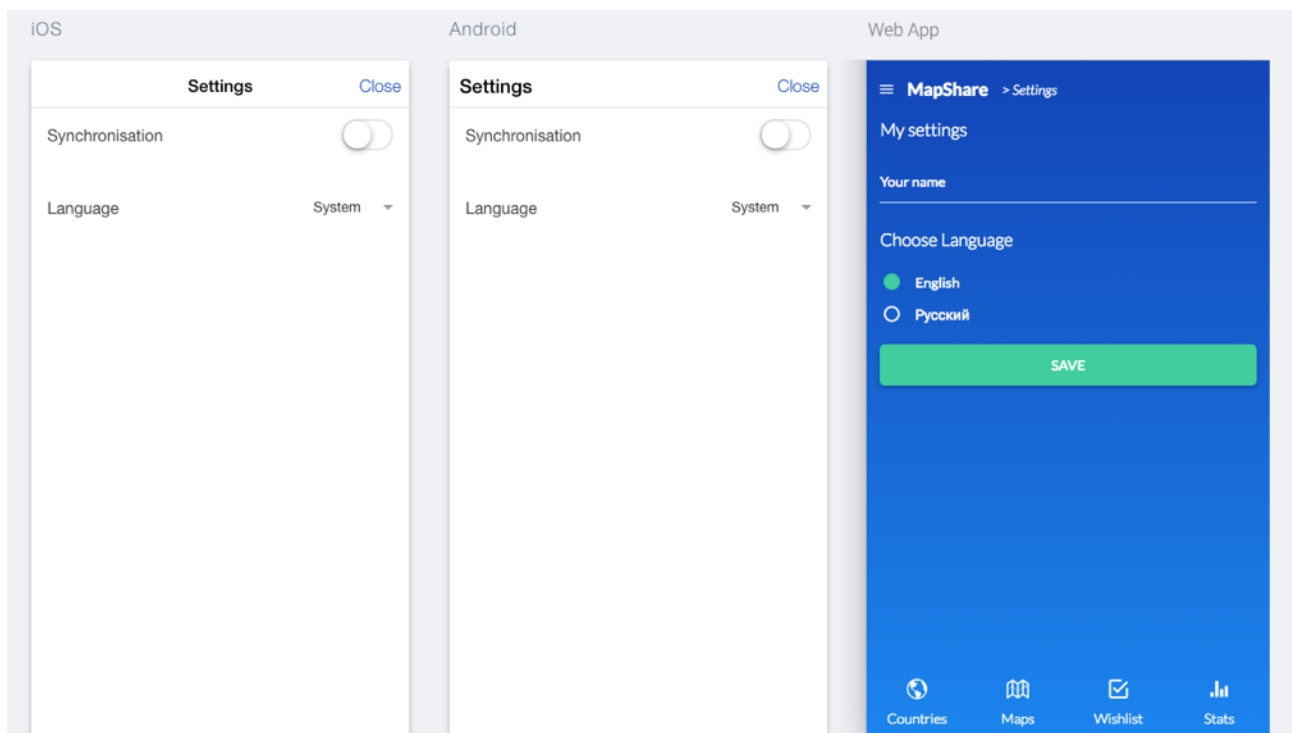 iOS
Settings Close
Synchronisation
Language System
Android
Settings Close
Synchronisation
Language System
Web App
MapShare > Settings
My settings
Your name
Choose Language
English
Русский
SAVE
Countries Maps Wishlist Stats